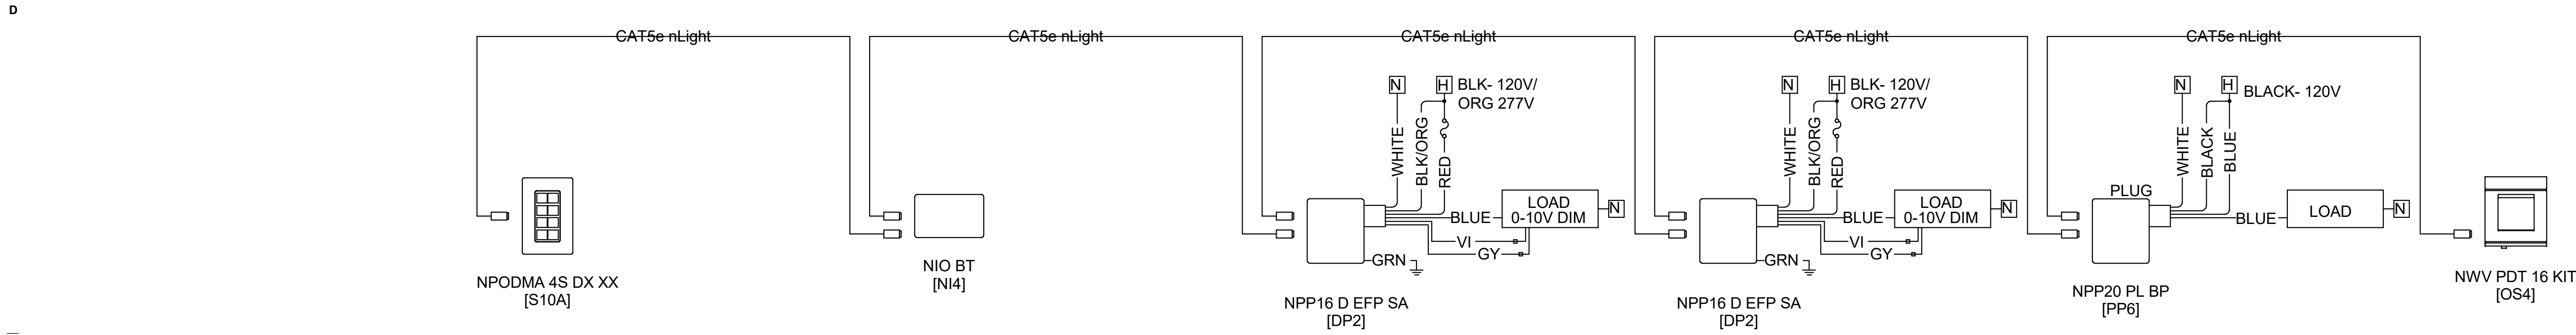 D
CAT5e nLight
CAT5e nLight
CAT5e nLight
CAT5e nLight
CAT5e nLight
NPODMA 4S DX XX
[S10A]
NIO BT
[NI4]
N
H
BLK- 120V/
ORG 277V
WHITE
BLK/ORG
RED
LOAD
0-10V DIM
N
BLUE
VI
GY
GRN
NPP16 D EFP SA
[DP2]
N
H
BLK- 120V/
ORG 277V
WHITE
BLK/ORG
RED
LOAD
0-10V DIM
N
BLUE
VI
GY
GRN
NPP16 D EFP SA
[DP2]
N
H
BLACK- 120V
WHITE
BLACK
BLUE
PLUG
LOAD
N
BLUE
NPP20 PL BP
[PP6]
NWV PDT 16 KIT
[OS4]